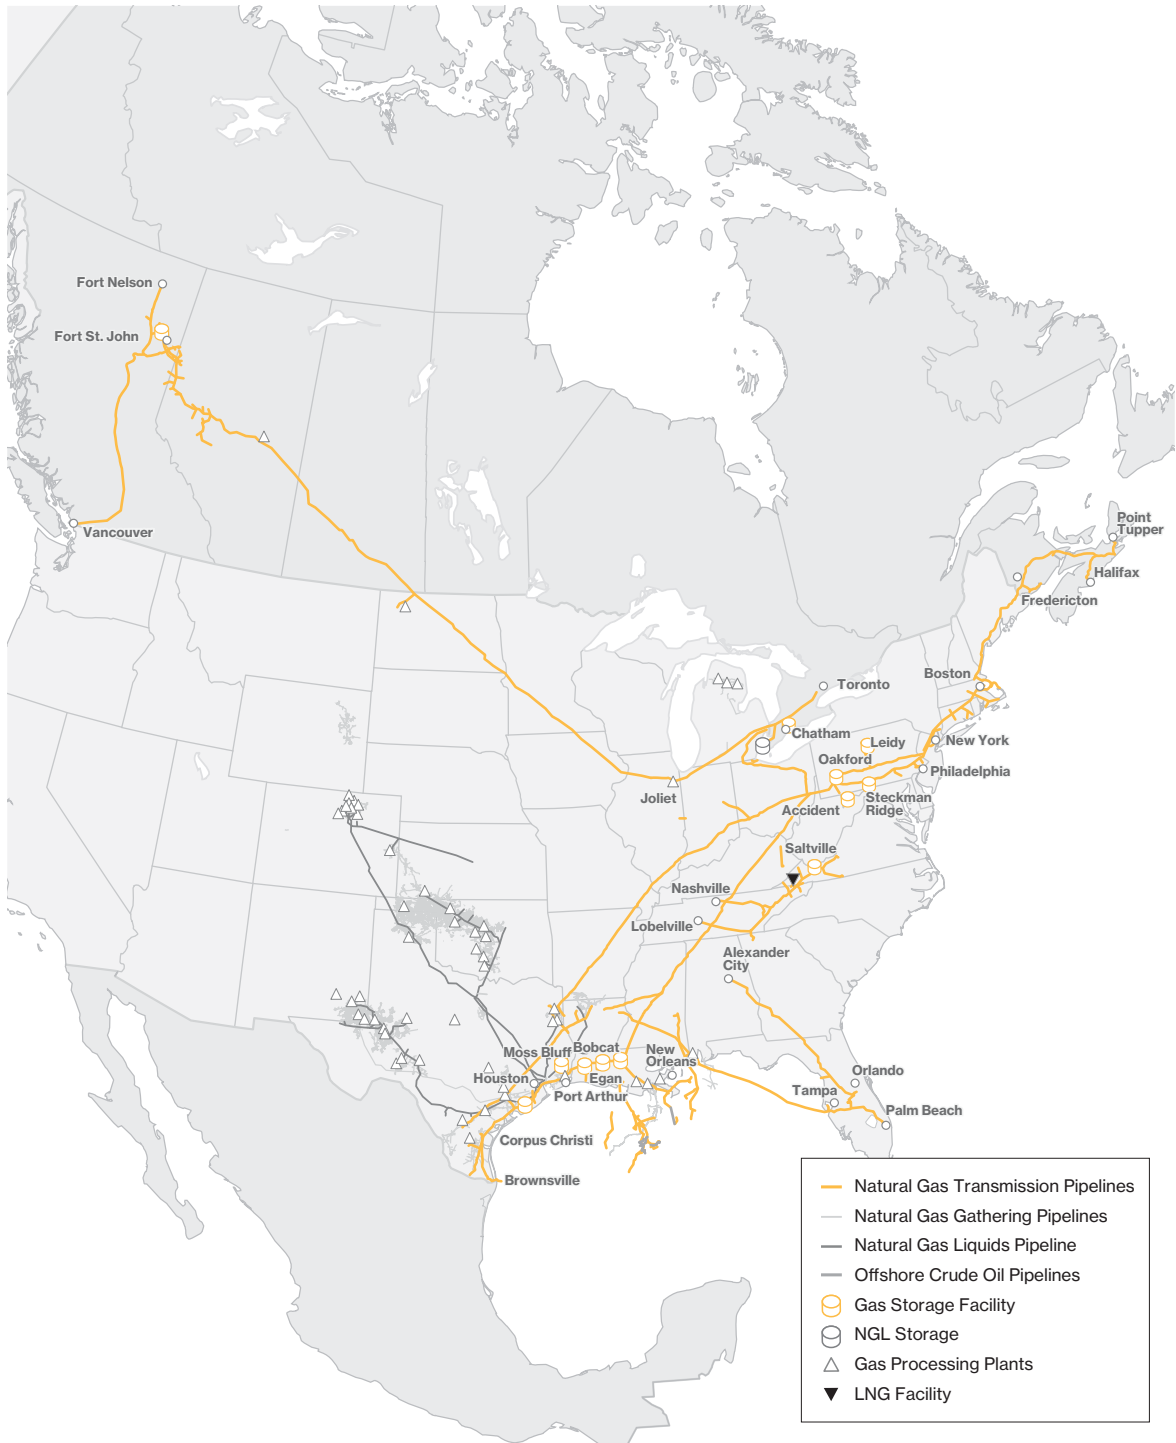 Fort Nelson
Fort St. John
Vancouver
Point
Tupper
Halifax
Fredericton
Boston
Toronto
Chatham
Leidy
New York
Oakford
Philadelphia
Joliet
Accident
Steckman
Ridge
Saltville
Nashville
Lobelville
Alexander
City
Moss Bluff
Bobcat
New
Orleans
Houston
Egan
Port Arthur
Orlando
Tampa
Palm Beach
Corpus Christi
Brownsville
Natural Gas Transmission Pipelines
Natural Gas Gathering Pipelines
Natural Gas Liquids Pipeline
Offshore Crude Oil Pipelines
Gas Storage Facility
NGL Storage
Gas Processing Plants
LNG Facility